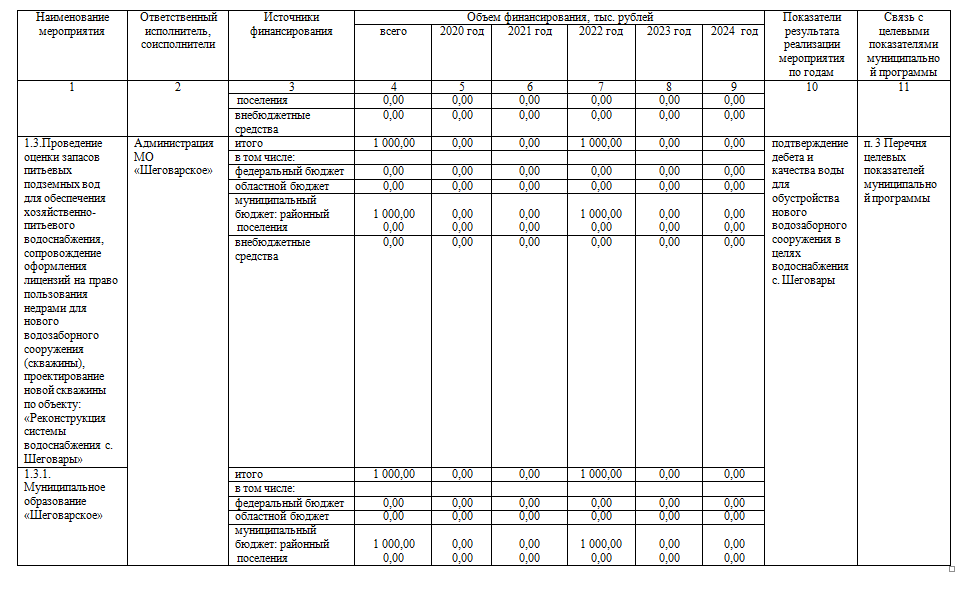 Наименование мероприятия | Ответственный исполнитель, соисполнители | Источники финансирования | Объем финансирования, тыс. рублей | Показатели результата реализации мероприятия по годам | Связь с целевыми показателями муниципально й программы
всего | 2020 год | 2021 год | 2022 год | 2023 год | 2024 год
1 | 2 | 3 | 4 | 5 | 6 | 7 | 8 | 9 | 10 | 11
поселения | 0,00 | 0,00 | 0,00 | 0,00 | 0,00 | 0,00
внебюджетные средства | 0,00 | 0,00 | 0,00 | 0,00 | 0,00 | 0,00
1.3.Проведение
оценки запасов
питьевых
подземных вод
для обеспечения
хозяйственно-
питьевого
водоснабжения,
сопровождение
оформления
лицензий на право
пользования
недрами для
нового
водозаборного
сооружения
(скважины),
проектирование
новой скважины
по объекту:
«Реконструкция
системы
водоснабжения с.
Шеговары»
Администрация
МО
«Шеговарское»
итого | 1 000,00 | 0,00 | 0,00 | 1 000,00 | 0,00 | 0,00
в том числе:
федеральный бюджет | 0,00 | 0,00 | 0,00 | 0,00 | 0,00 | 0,00
областной бюджет | 0,00 | 0,00 | 0,00 | 0,00 | 0,00 | 0,00
муниципальный
бюджет: районный | 1 000,00 | 0,00 | 0,00 | 1 000,00 | 0,00 | 0,00
поселения | 0,00 | 0,00 | 0,00 | 0,00 | 0,00 | 0,00
внебюджетные средства | 0,00 | 0,00 | 0,00 | 0,00 | 0,00 | 0,00
подтверждение
дебета и
качества воды
для
обустройства
нового
водозаборного
сооружения в
целях
водоснабжения
с. Шеговары
п. 3 Перечня
целевых
показателей
муниципально
й программы
1.3.1.
Муниципальное
образование
«Шеговарское»
итого | 1 000,00 | 0,00 | 0,00 | 1 000,00 | 0,00 | 0,00
в том числе:
федеральный бюджет | 0,00 | 0,00 | 0,00 | 0,00 | 0,00 | 0,00
областной бюджет | 0,00 | 0,00 | 0,00 | 0,00 | 0,00 | 0,00
муниципальный
бюджет: районный | 1 000,00 | 0,00 | 0,00 | 1 000,00 | 0,00 | 0,00
поселения | 0,00 | 0,00 | 0,00 | 0,00 | 0,00 | 0,00